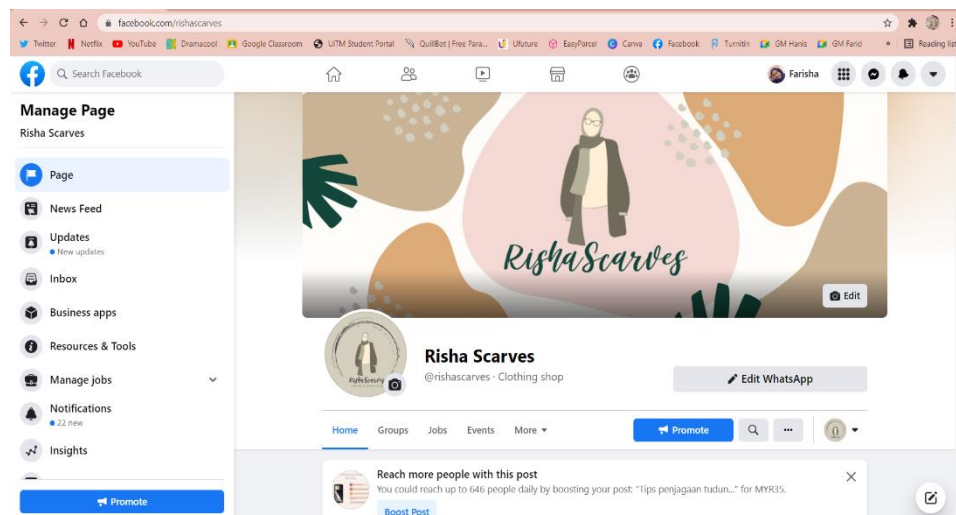 facebook.com/rishascarves
Twitter Netflix YouTube Dramacool Google Classroom UiTM Student Portal QuillBot | Free Para... Ufuture EasyParcel Canva Facebook Turnitin GM Hanis GM Farid » Reading list
Search Facebook
Farisha
Manage Page
Risha Scarves
Page
News Feed
Updates
New updates
Inbox
Business apps
Resources & Tools
Manage jobs
Notifications
22 new
Insights
Promote
RishaScarves
Edit
RishaScarves
Risha Scarves
@rishascarves · Clothing shop
Edit WhatsApp
Home Groups Jobs Events More
Promote
Reach more people with this post
You could reach up to 646 people daily by boosting your post: "Tips penjagaan tudun..." for MYR35.
Boost Post